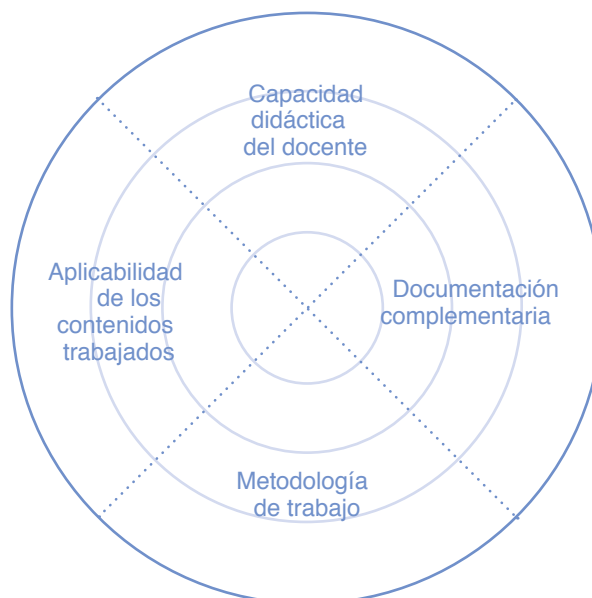 Capacidad
didáctica
del docente
Aplicabilidad
de los
contenidos
trabajados
Documentación
complementaria
Metodología
de trabajo